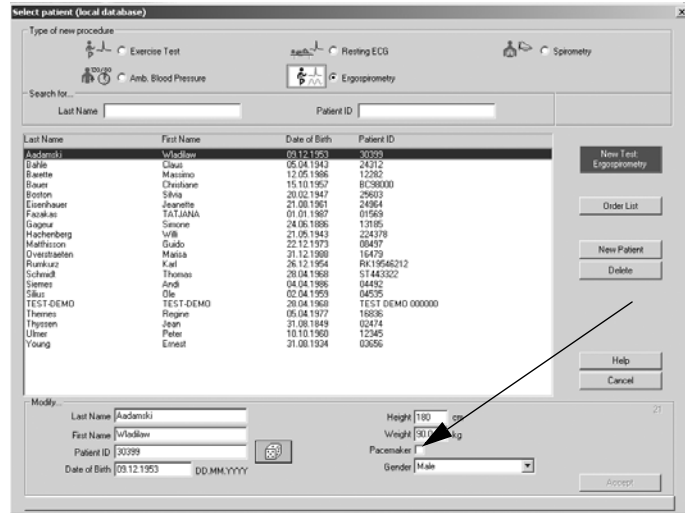 Select patient (local database)
Type of new procedure
Exercise Test
Resting ECG
Spirometry
100/80
Amb. Blood Pressure
Ergospirometry
Search for...
Last Name
Patient ID
Last Name First Name Date of Birth Patient ID
Aadamski Wladilaw 09.12.1953 30399
Bahle Claus 05.04.1943 24312
Barette Massimo 12.05.1986 12282
Bauer Christiane 15.10.1957 BC98000
Boston Silvia 20.02.1947 25603
Eisenhauer Jeanette 21.08.1961 24964
Fazakas TATJANA 01.01.1987 01569
Gageur Simone 24.06.1886 13185
Hachenberg Willi 21.05.1943 224378
Matthisson Guido 22.12.1973 08497
Overstraeten Marisa 31.12.1988 16479
Rumkurz Karl 26.12.1954 RK19546212
Schmidt Thomas 28.04.1968 ST443322
Siemes Andi 04.04.1986 04492
Silius Ole 02.04.1959 04535
TEST-DEMO TEST-DEMO 28.04.1968 TEST DEMO 000000
Themes Regine 05.04.1977 16836
Thyssen Jean 31.08.1849 02474
Ulmer Peter 10.10.1960 12345
Young Ernest 31.08.1934 03656
New Test:
Ergospirometry
Order List
New Patient
Delete
Help
Cancel
Modify...
Last Name Aadamski
First Name Wladilaw
Patient ID 30399
Date of Birth 09.12.1953 DD.MM.YYYY
Height 180 cm
Weight 90.0 kg
Pacemaker
Gender Male
21
Accept